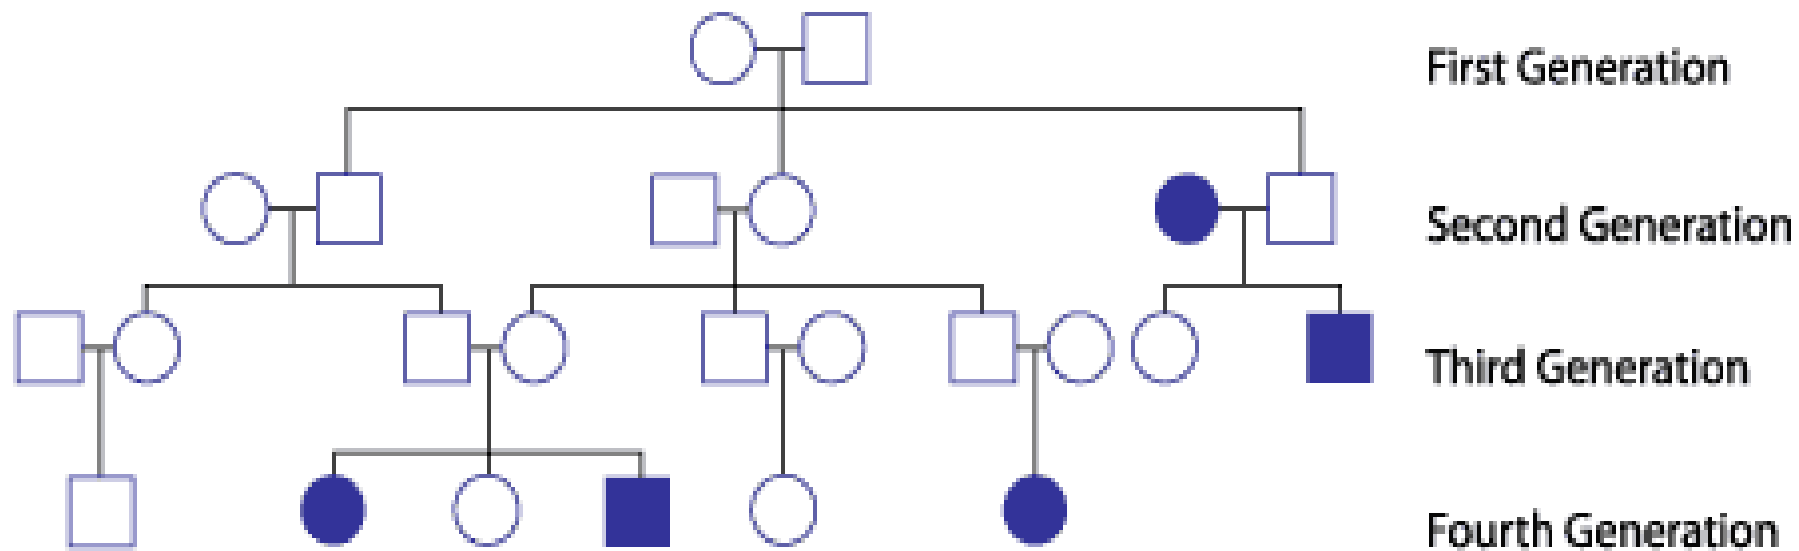 First Generation
Second Generation
Third Generation
Fourth Generation